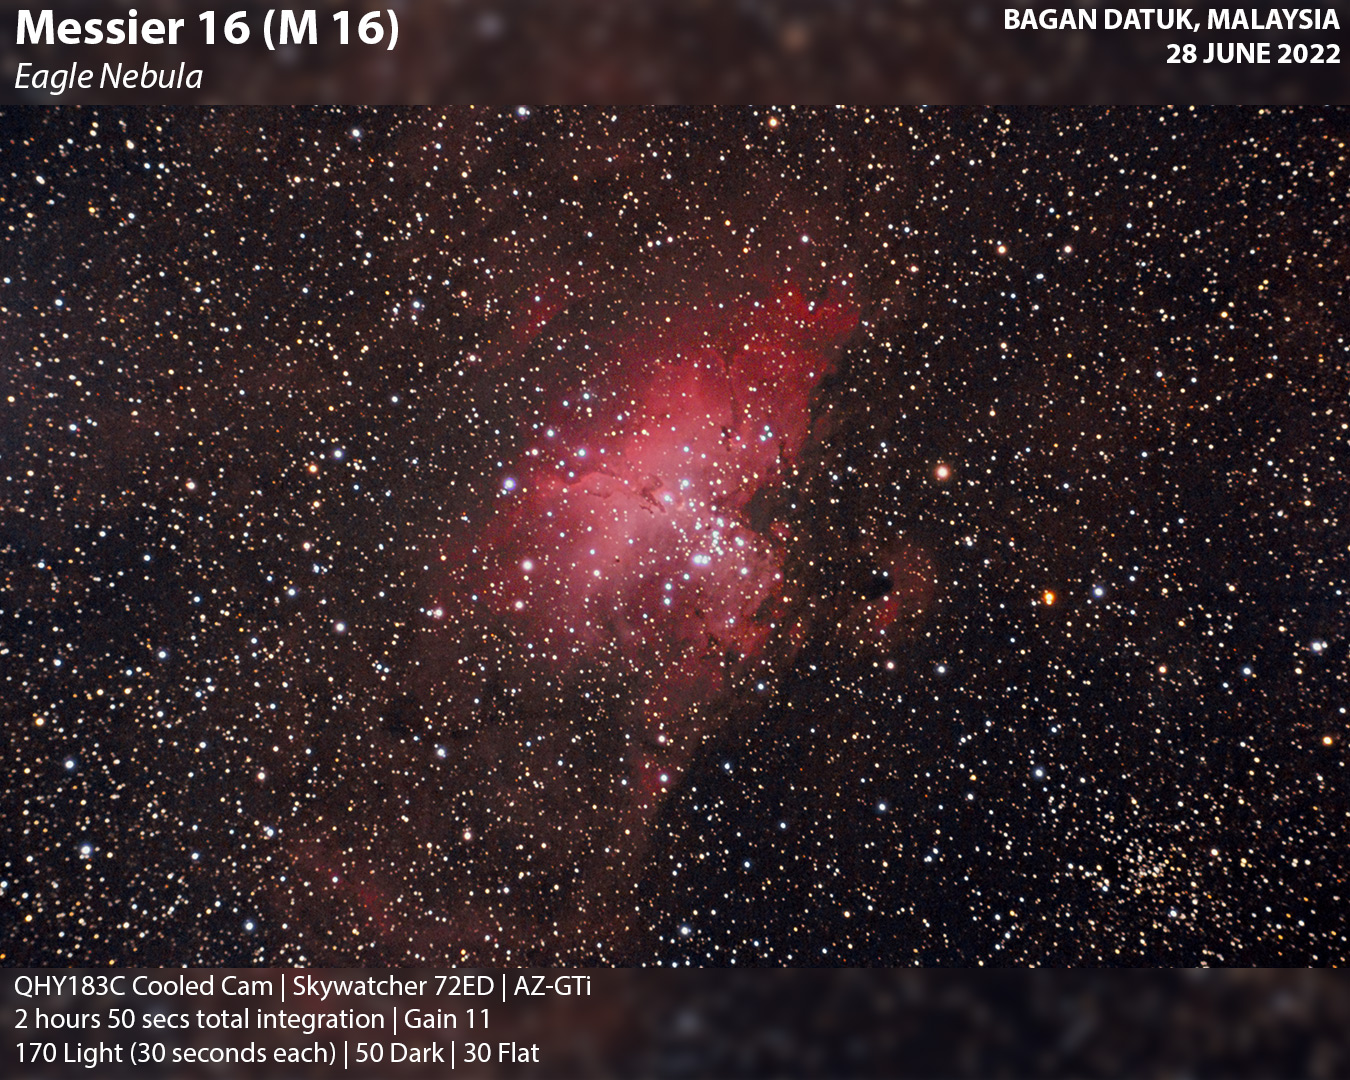 Messier 16 (M 16)
Eagle Nebula
BAGAN DATUK, MALAYSIA
28 JUNE 2022
QHY183C Cooled Cam | Skywatcher 72ED | AZ-GTi
2 hours 50 secs total integration | Gain 11
170 Light (30 seconds each) | 50 Dark | 30 Flat